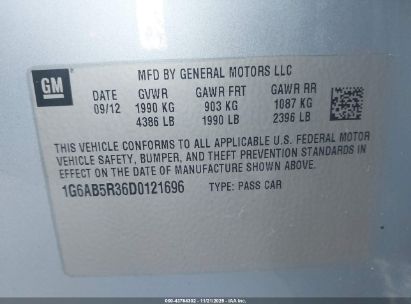 GM
MFD BY GENERAL MOTORS LLC
DATE GVWR GAWR FRT GAWR RR
09/12 1990 KG 903 KG 1087 KG
4386 LB 1990 LB 2396 LB
THIS VEHICLE CONFORMS TO ALL APPLICABLE U.S. FEDERAL MOTOR
VEHICLE SAFETY, BUMPER, AND THEFT PREVENTION STANDARDS
IN EFFECT ON THE DATE OF MANUFACTURE SHOWN ABOVE.
1G6AB5R36D0121696 TYPE: PASS CAR